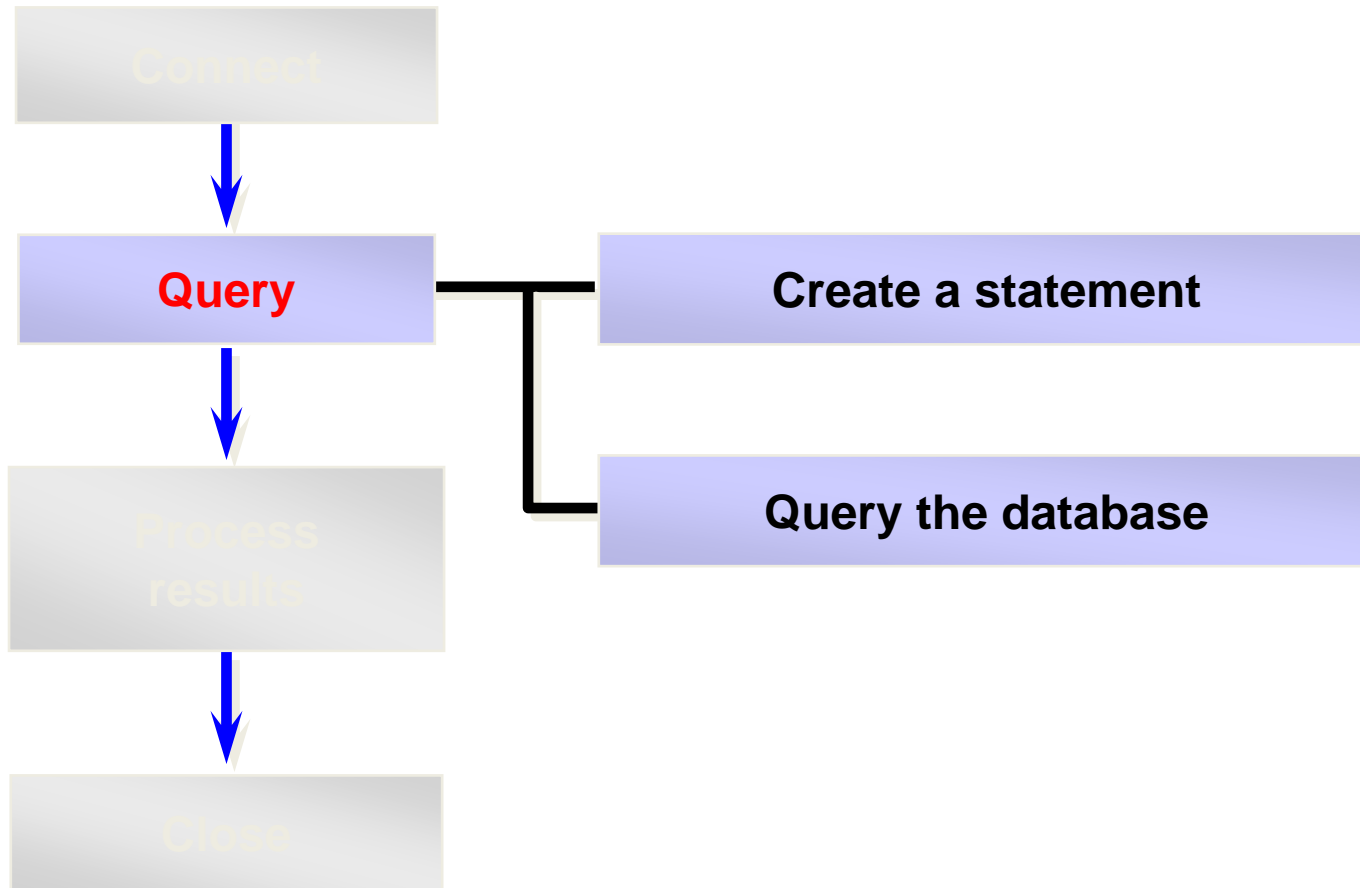 Connect
Query
Create a statement
Query the database
Process
results
Close